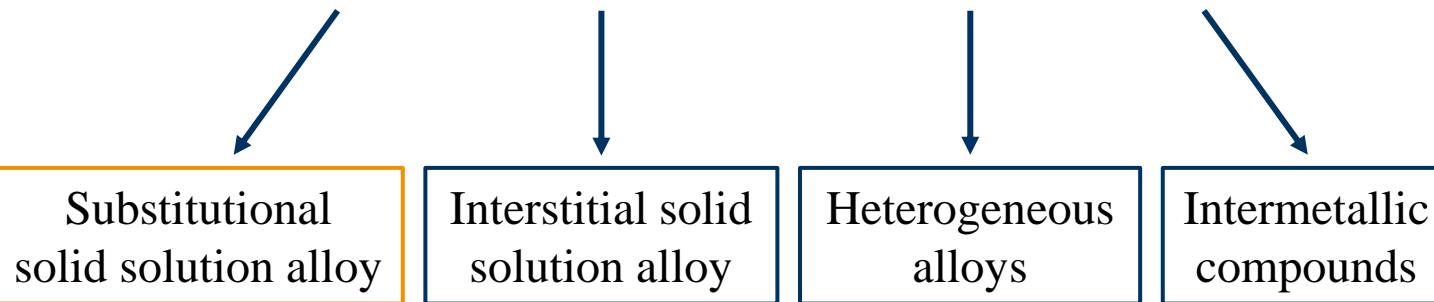 Substitutional
solid solution alloy
Interstitial solid
solution alloy
Heterogeneous
alloys
Intermetallic
compounds